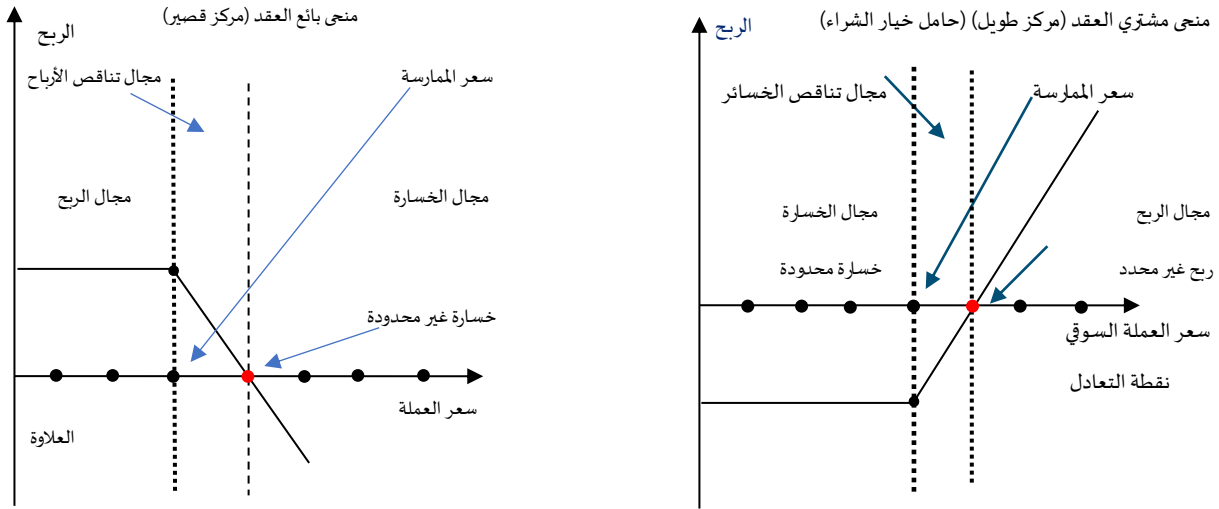 منحى مشتري العقد (مركز طويل) (حامل خيار الشراء)
الربح
مجال تناقص الخسائر
سعر الممارسة
مجال الخسارة
مجال الربح
خسارة محدودة
ربح غير محدد
سعر العملة السوقي
نقطة التعادل
منحى بائع العقد (مركز قصير)
الربح
مجال تناقص الأرباح
سعر الممارسة
مجال الربح
مجال الخسارة
خسارة غير محدودة
سعر العملة
العلاوة